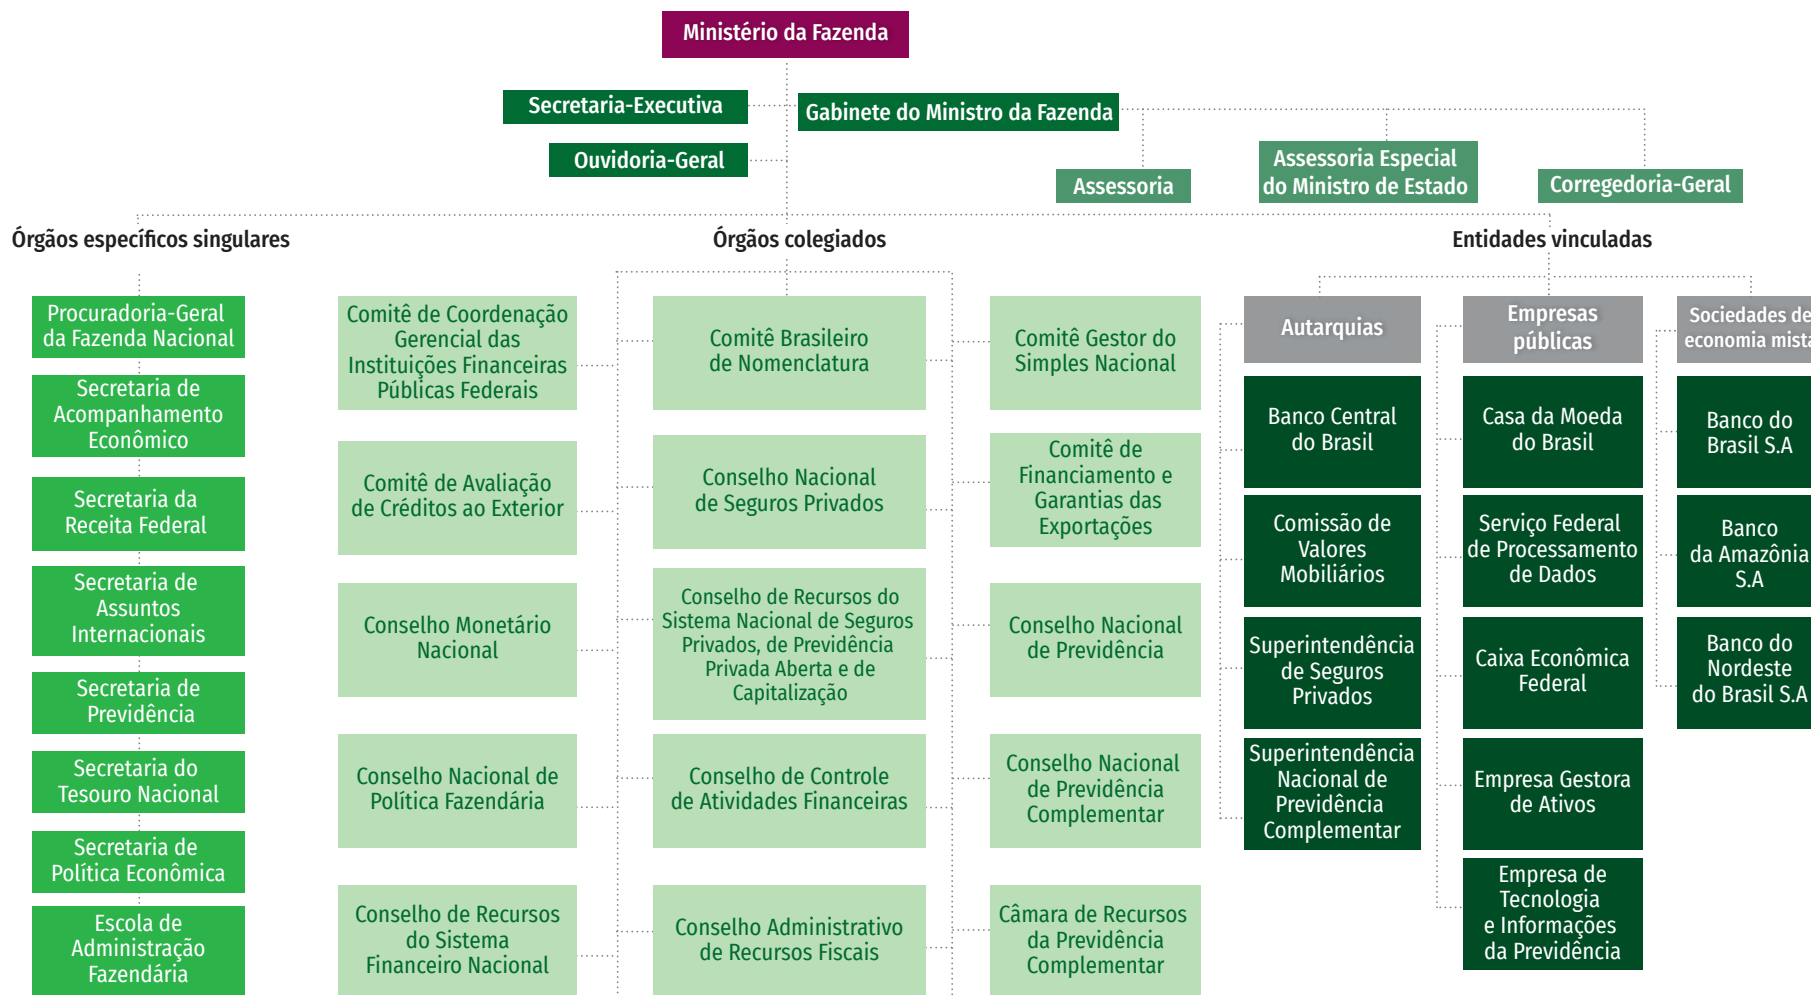 Ministério da Fazenda
Secretaria-Executiva
Gabinete do Ministro da Fazenda
Ouvidoria-Geral
Assessoria
Assessoria Especial
do Ministro de Estado
Corregedoria-Geral
Órgãos específicos singulares
Órgãos colegiados
Entidades vinculadas
Procuradoria-Geral
da Fazenda Nacional
Secretaria de
Acompanhamento
Econômico
Secretaria da
Receita Federal
Secretaria de
Assuntos
Internacionais
Secretaria de
Previdência
Secretaria do
Tesouro Nacional
Secretaria de
Política Econômica
Escola de
Administração
Fazendária
Comitê de Coordenação
Gerencial das
Instituições Financeiras
Públicas Federais
Comitê de Avaliação
de Créditos ao Exterior
Conselho Monetário
Nacional
Conselho Nacional de
Política Fazendária
Conselho de Recursos
do Sistema
Financeiro Nacional
Comitê Brasileiro
de Nomenclatura
Conselho Nacional
de Seguros Privados
Conselho de Recursos do
Sistema Nacional de Seguros
Privados, de Previdência
Privada Aberta e de
Capitalização
Conselho de Controle
de Atividades Financeiras
Conselho Administrativo
de Recursos Fiscais
Comitê Gestor do
Simples Nacional
Comitê de
Financiamento e
Garantias das
Exportações
Conselho Nacional
de Previdência
Conselho Nacional
de Previdência
Complementar
Câmara de Recursos
da Previdência
Complementar
Autarquias
Banco Central
do Brasil
Comissão de
Valores
Mobiliários
Superintendência
de Seguros
Privados
Superintendência
Nacional de
Previdência
Complementar
Empresas
públicas
Casa da Moeda
do Brasil
Serviço Federal
de Processamento
de Dados
Caixa Econômica
Federal
Empresa Gestora
de Ativos
Empresa de
Tecnologia
e Informações
da Previdência
Sociedades de
economia mista
Banco do
Brasil S.A
Banco
da Amazônia
S.A
Banco do
Nordeste
do Brasil S.A